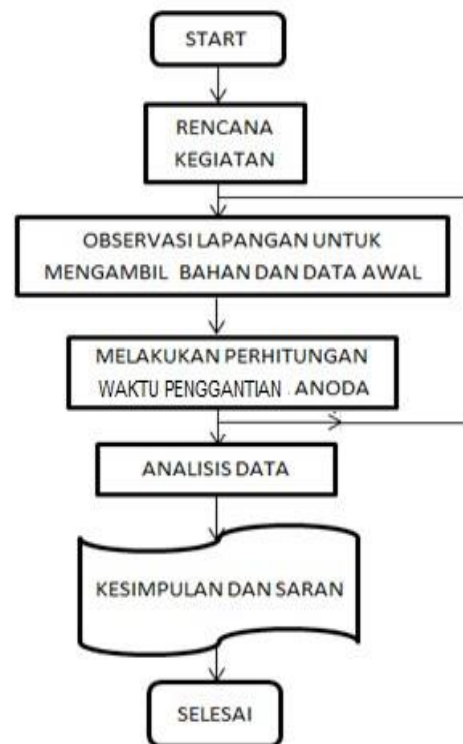 START
RENCANA
KEGIATAN
OBSERVASI LAPANGAN UNTUK
MENGAMBIL BAHAN DAN DATA AWAL
MELAKUKAN PERHITUNGAN
WAKTU PENGGANTIAN . ANODA
ANALISIS DATA
KESIMPULAN DAN SARAN
SELESAI